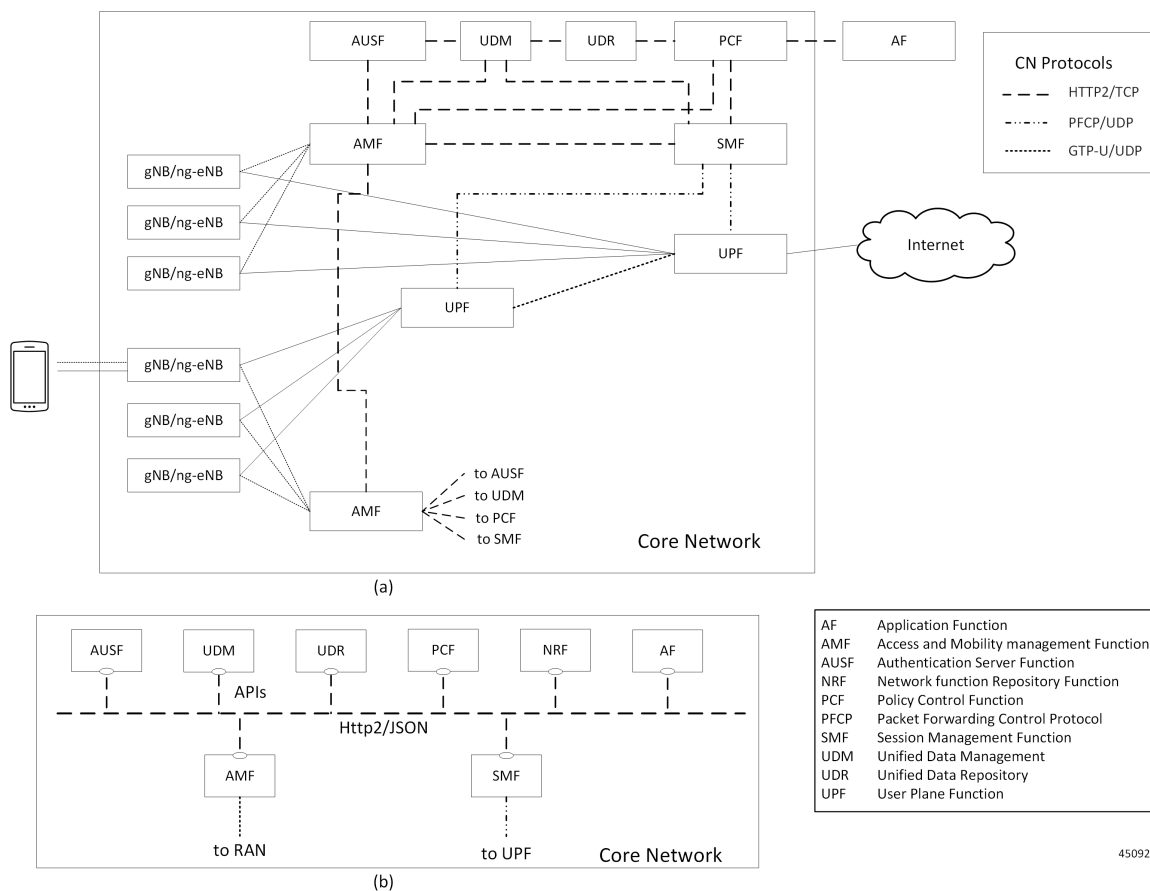 AUSF
UDM
UDR
PCF
AF
CN Protocols
HTTP2/TCP
PFCP/UDP
GTP-U/UDP
AMF
SMF
gNB/ng-eNB
gNB/ng-eNB
gNB/ng-eNB
UPF
Internet
UPF
gNB/ng-eNB
gNB/ng-eNB
gNB/ng-eNB
AMF
to AUSF
to UDM
to PCF
to SMF
Core Network
(a)
AUSF
UDM
UDR
PCF
NRF
AF
APIs
Http2/JSON
AMF
SMF
to RAN
to UPF
Core Network
(b)
AF Application Function
AMF Access and Mobility management Function
AUSF Authentication Server Function
NRF Network function Repository Function
PCF Policy Control Function
PFCP Packet Forwarding Control Protocol
SMF Session Management Function
UDM Unified Data Management
UDR Unified Data Repository
UPF User Plane Function
45092